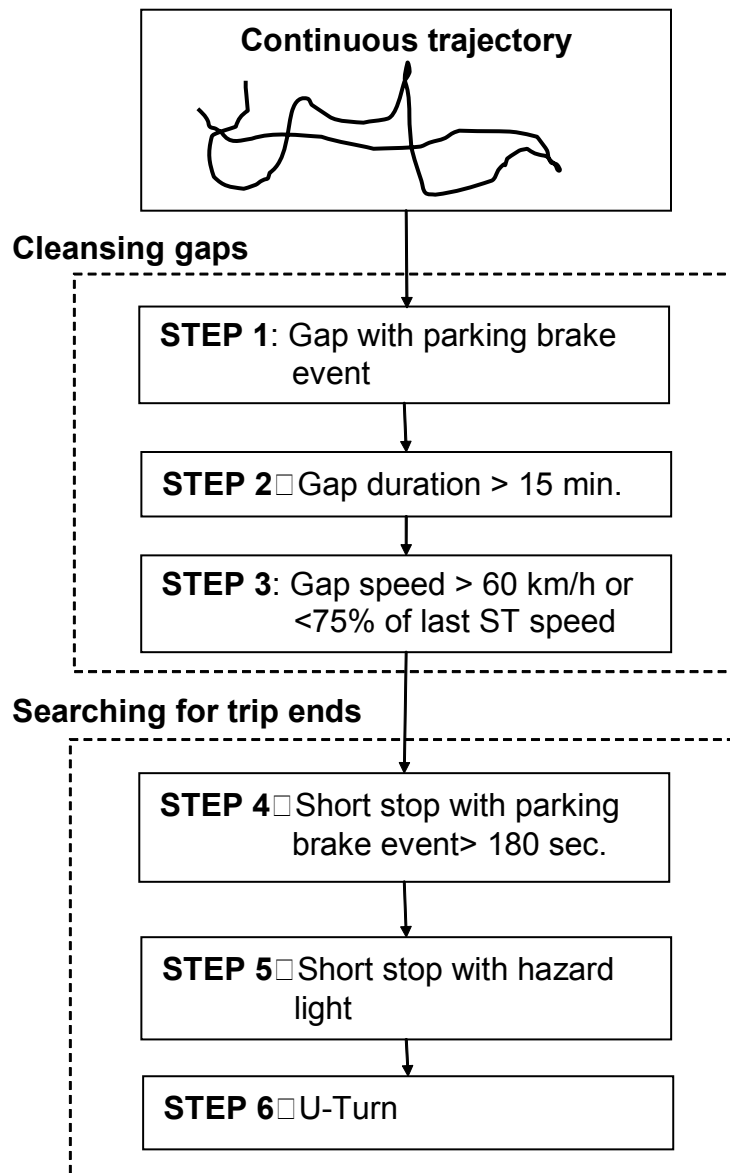 Continuous trajectory
Cleansing gaps
STEP 1: Gap with parking brake
event
STEP 2□Gap duration > 15 min.
STEP 3: Gap speed > 60 km/h or
<75% of last ST speed
Searching for trip ends
STEP 4□Short stop with parking
brake event> 180 sec.
STEP 5□Short stop with hazard
light
STEP 6□U-Turn